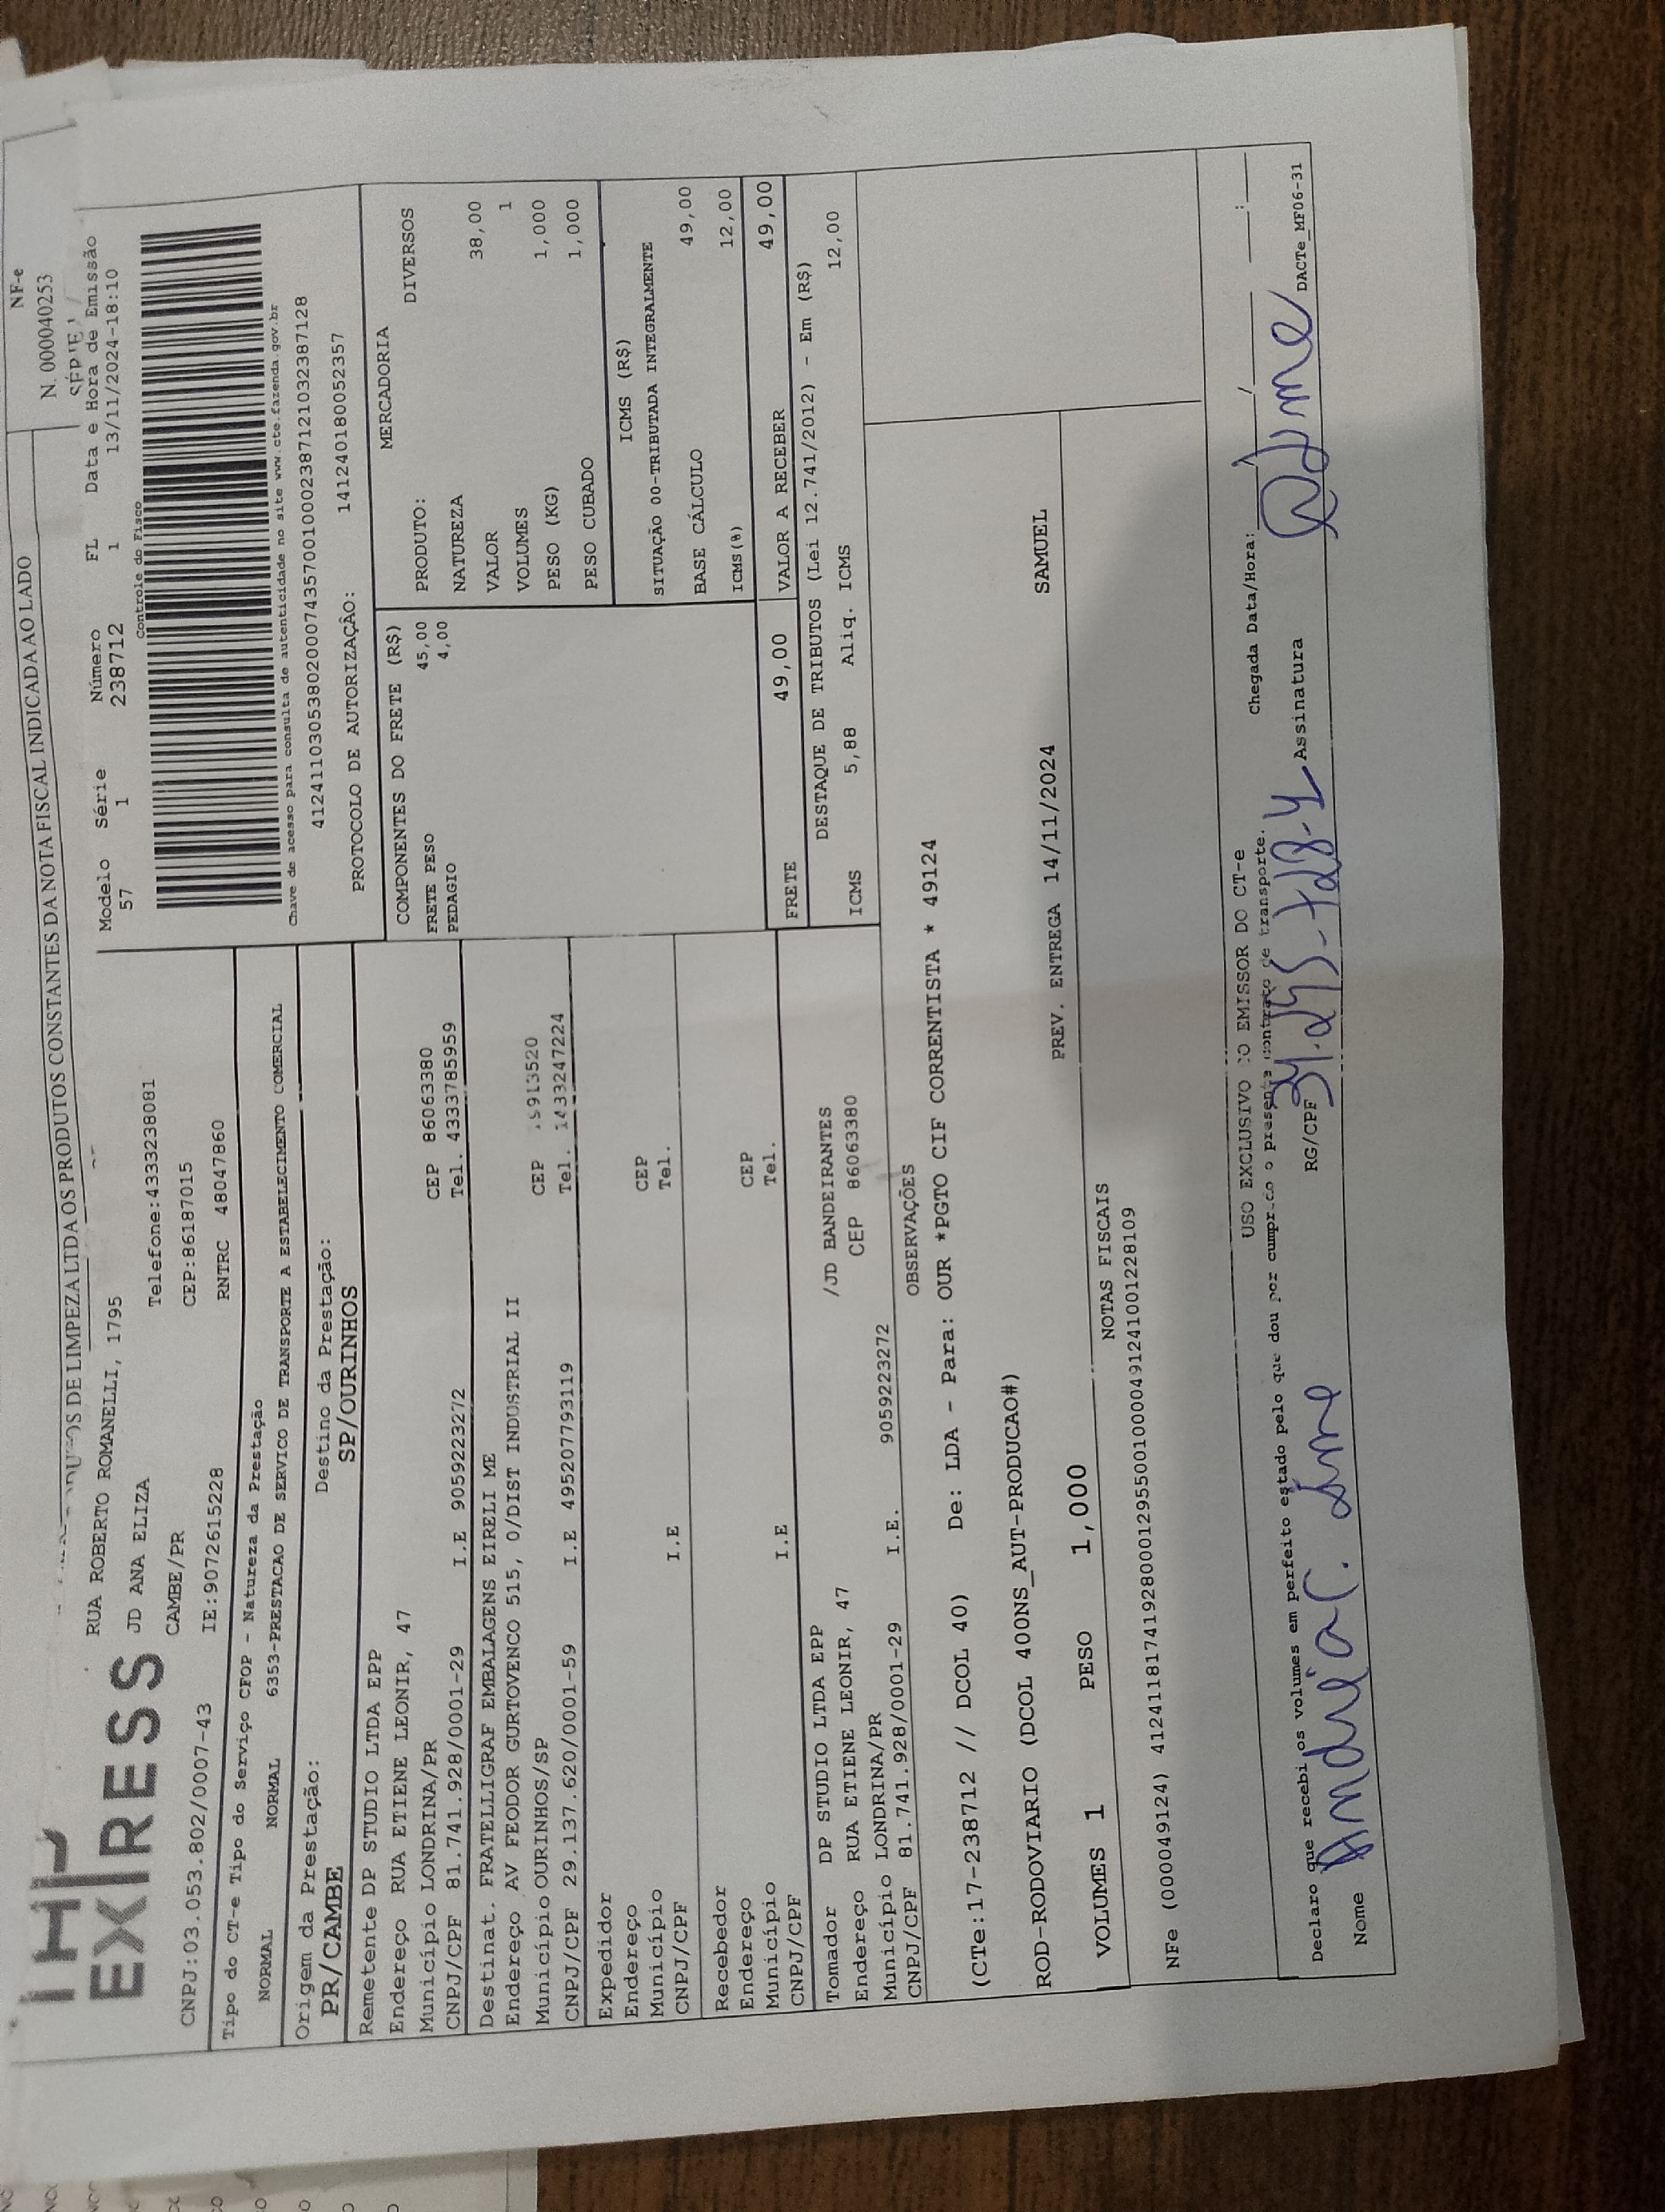 NF-e
N. 000040253
SÉRIE
DE LIMPEZA LTDA OS PRODUTOS CONSTANTES DA NOTA FISCAL INDICADA AO LADO
EXPRESS
RUA ROBERTO ROMANELLI, 1795
JD ANA ELIZA Telefone:4333238081
CAMBE/PR CEP:86187015
CNPJ:03.053.802/0007-43 IE:9072615228 RNTRC 48047860
Modelo Série Número FL Data e Hora de Emissão
57 1 238712 1 13/11/2024-18:10
Controle do Fisco
Chave de acesso para consulta de autenticidade no site www.cte.fazenda.gov.br
41241103053802000743570010002387121032387128
PROTOCOLO DE AUTORIZAÇÃO: 141240180052357
Tipo do CT-e Tipo do Serviço CFOP - Natureza da Prestação
NORMAL NORMAL 6353-PRESTACAO DE SERVICO DE TRANSPORTE A ESTABELECIMENTO COMERCIAL
Origem da Prestação: Destino da Prestação:
PR/CAMBE SP/OURINHOS
Remetente DP STUDIO LTDA EPP
Endereço RUA ETIENE LEONIR, 47
Município LONDRINA/PR CEP 86063380
CNPJ/CPF 81.741.928/0001-29 I.E 9059223272 Tel. 4333785959
Destinat. FRATELLIGRAF EMBALAGENS EIRELI ME
Endereço AV FEODOR GURTOVENCO 515, 0/DIST INDUSTRIAL II
Município OURINHOS/SP CEP 19913520
CNPJ/CPF 29.137.620/0001-59 I.E 495207793119 Tel. 1433247224
Expedidor
Endereço
Município CEP
CNPJ/CPF I.E Tel.
Recebedor
Endereço
Município CEP
CNPJ/CPF I.E Tel.
Tomador DP STUDIO LTDA EPP
Endereço RUA ETIENE LEONIR, 47 /JD BANDEIRANTES
Município LONDRINA/PR CEP 86063380
CNPJ/CPF 81.741.928/0001-29 I.E. 9059223272
COMPONENTES DO FRETE (R$)
FRETE PESO 45,00
PEDAGIO 4,00
MERCADORIA
PRODUTO: DIVERSOS
NATUREZA
VALOR 38,00
VOLUMES 1
PESO (KG) 1,000
PESO CUBADO 1,000
ICMS (R$)
SITUAÇÃO 00-TRIBUTADA INTEGRALMENTE
BASE CÁLCULO 49,00
ICMS(%) 12,00
FRETE 49,00 VALOR A RECEBER 49,00
DESTAQUE DE TRIBUTOS (Lei 12.741/2012) - Em (R$)
ICMS 5,88 Aliq. ICMS 12,00
OBSERVAÇÕES
(CTe:17-238712 // DCOL 40) De: LDA - Para: OUR *PGTO CIF CORRENTISTA * 49124
ROD-RODOVIARIO (DCOL 400NS_AUT-PRODUCAO#) SAMUEL
VOLUMES 1 PESO 1,000 PREV. ENTREGA 14/11/2024
NOTAS FISCAIS
NFe (000049124) 41241181741928000129550010000491241001228109
USO EXCLUSIVO DO EMISSOR DO CT-e
Declaro que recebi os volumes em perfeito estado pelo que dou por cumprido o presente contrato de transporte. Chegada Data/Hora: / / :
Nome Andréia C. RG/CPF Assinatura DACTe_MF06-31